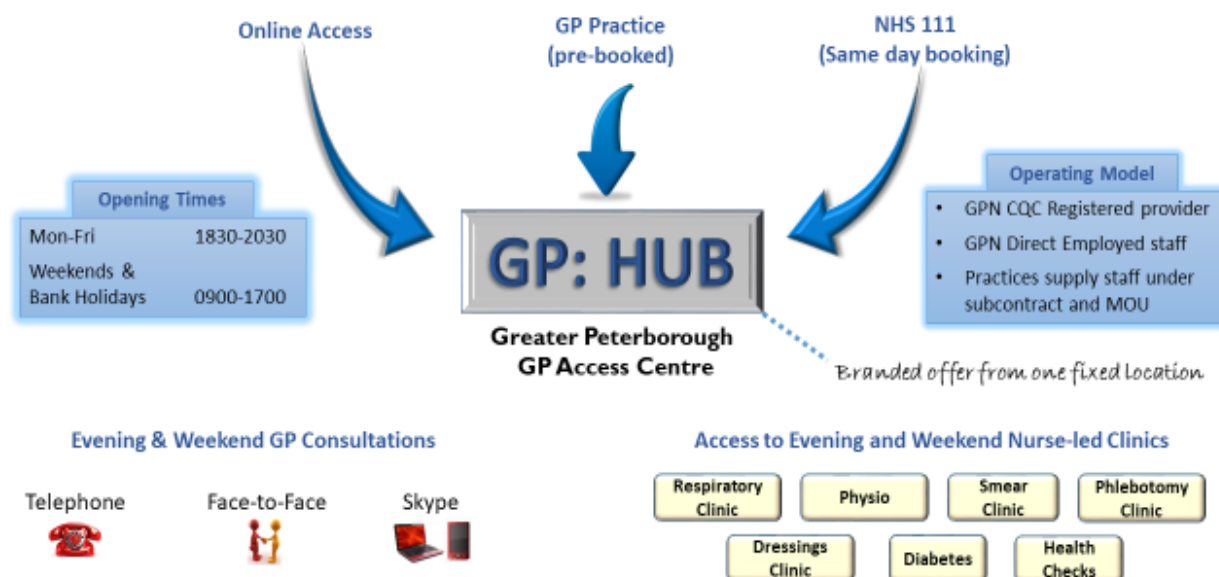 Online Access
GP Practice
(pre-booked)
NHS 111
(Same day booking)
Opening Times
Mon-Fri 1830-2030
Weekends &
Bank Holidays 0900-1700
GP: HUB
Greater Peterborough
GP Access Centre
Operating Model
• GPN CQC Registered provider
• GPN Direct Employed staff
• Practices supply staff under
subcontract and MOU
Branded offer from one fixed location
Evening & Weekend GP Consultations
Telephone
Face-to-Face
Skype
Access to Evening and Weekend Nurse-led Clinics
Respiratory
Clinic
Physio
Smear
Clinic
Phlebotomy
Clinic
Dressings
Clinic
Diabetes
Health
Checks